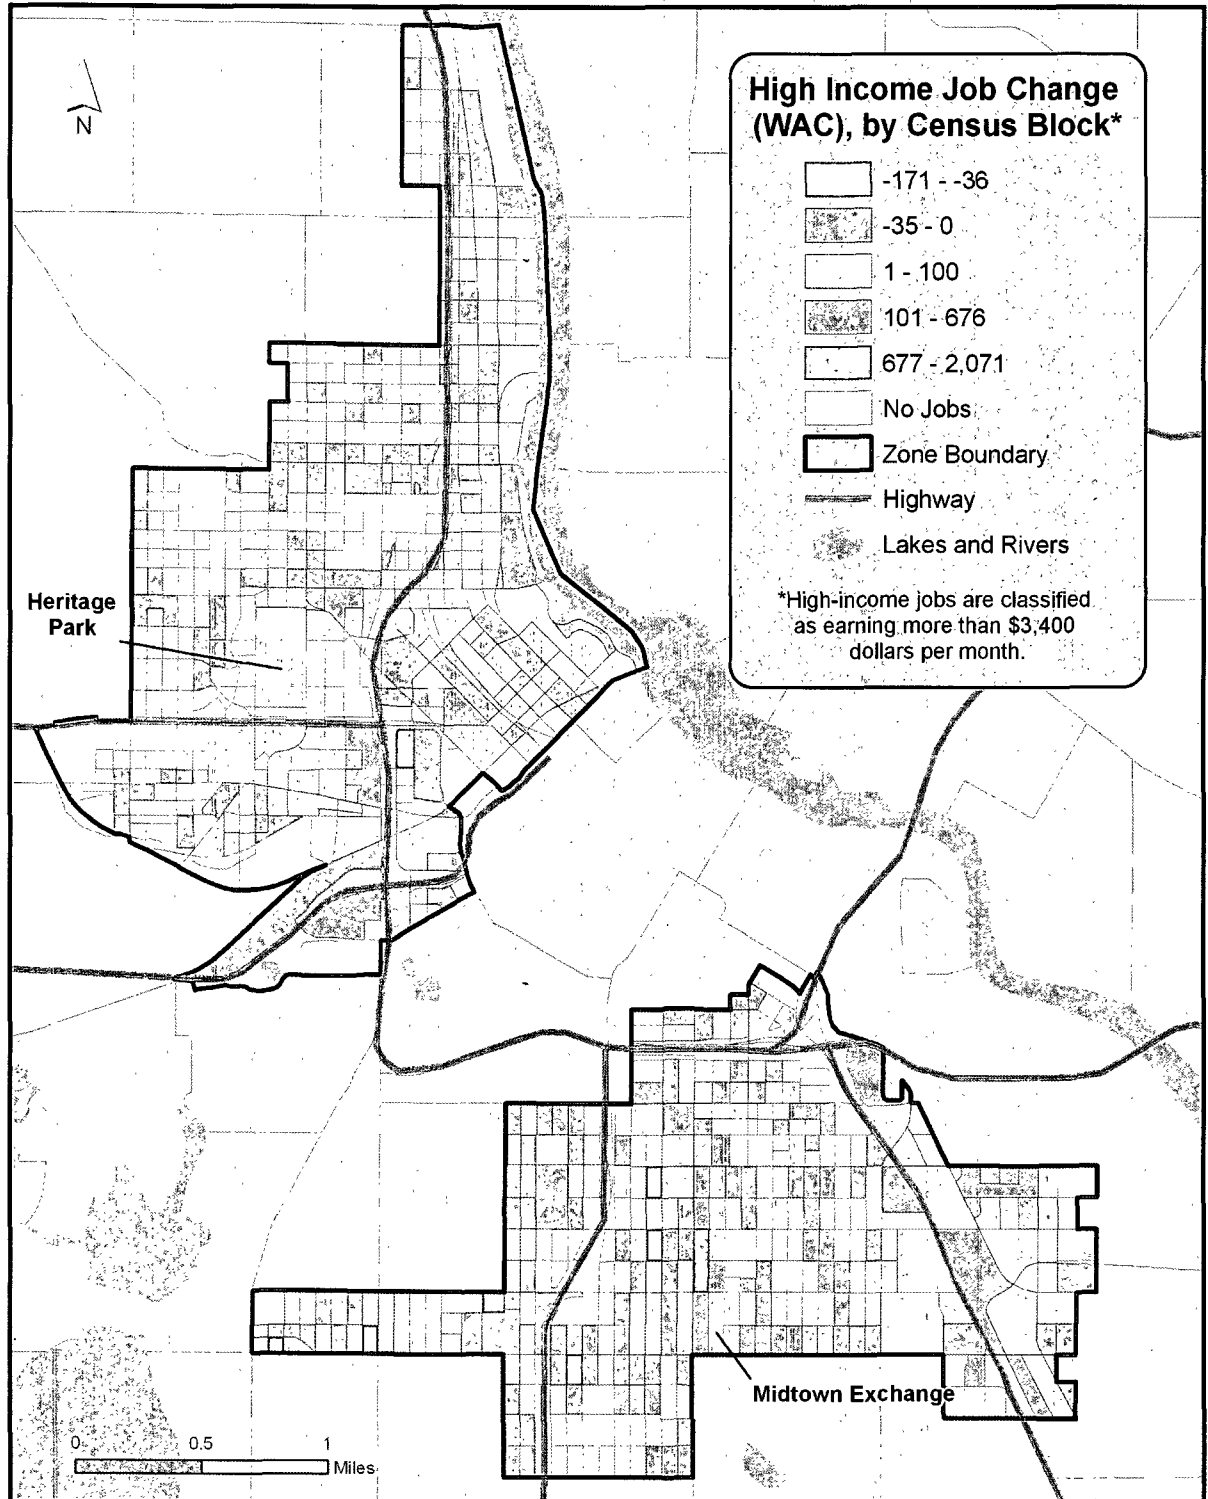 N
High Income Job Change
(WAC), by Census Block*
-171 - -36
-35 - 0
1 - 100
101 - 676
677 - 2,071
No Jobs
Zone Boundary
Highway
Lakes and Rivers
*High-income jobs are classified
as earning more than $3,400
dollars per month.
Heritage
Park
Midtown Exchange
0 0.5 1
Miles